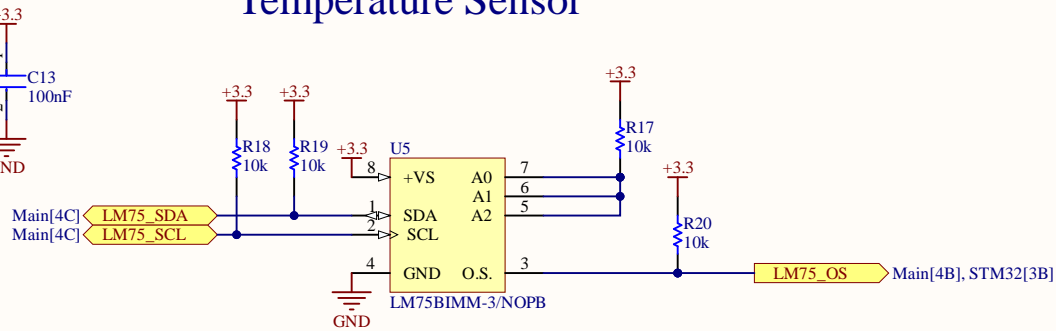 Temperature Sensor
+3.3
C13
100nF
GND
+3.3
+3.3
R18
10k
R19
10k
+3.3
U5
8
+VS
A0
7
A1
6
A2
5
1
SDA
2
SCL
4
GND
O.S.
3
LM75BIMM-3/NOPB
GND
Main[4C]
LM75_SDA
Main[4C]
LM75_SCL
+3.3
R17
10k
+3.3
R20
10k
LM75_OS
Main[4B], STM32[3B]